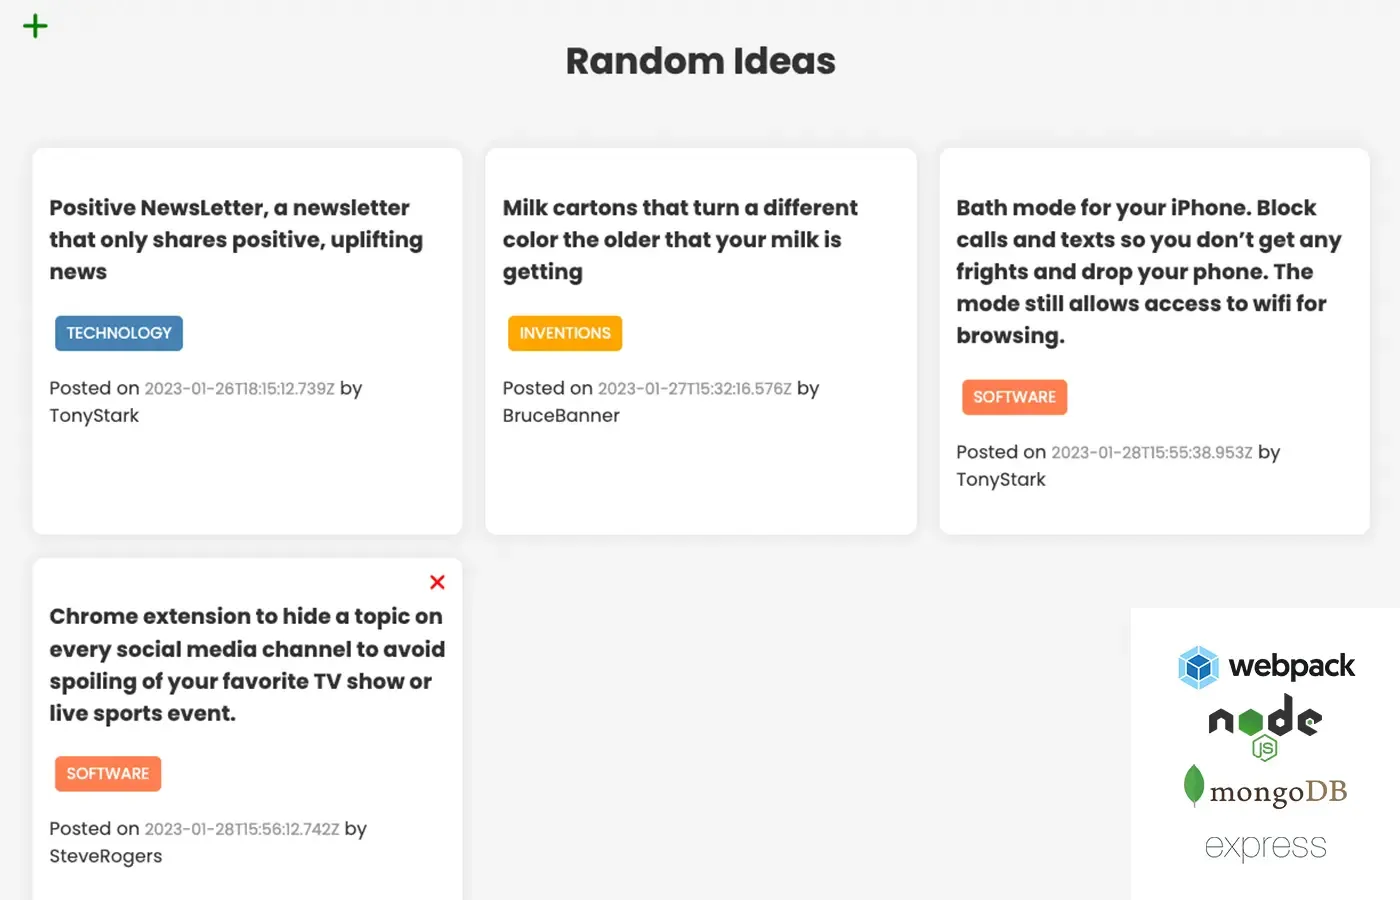 Random Ideas
Positive NewsLetter, a newsletter
that only shares positive, uplifting
news
TECHNOLOGY
Posted on 2023-01-26T18:15:12.739Z by
TonyStark
Milk cartons that turn a different
color the older that your milk is
getting
INVENTIONS
Posted on 2023-01-27T15:32:16.576Z by
BruceBanner
Bath mode for your iPhone. Block
calls and texts so you don’t get any
frights and drop your phone. The
mode still allows access to wifi for
browsing.
SOFTWARE
Posted on 2023-01-28T15:55:38.953Z by
TonyStark
Chrome extension to hide a topic on
every social media channel to avoid
spoiling of your favorite TV show or
live sports event.
SOFTWARE
Posted on 2023-01-28T15:56:12.742Z by
SteveRogers
webpack
node
JS
mongoDB
express